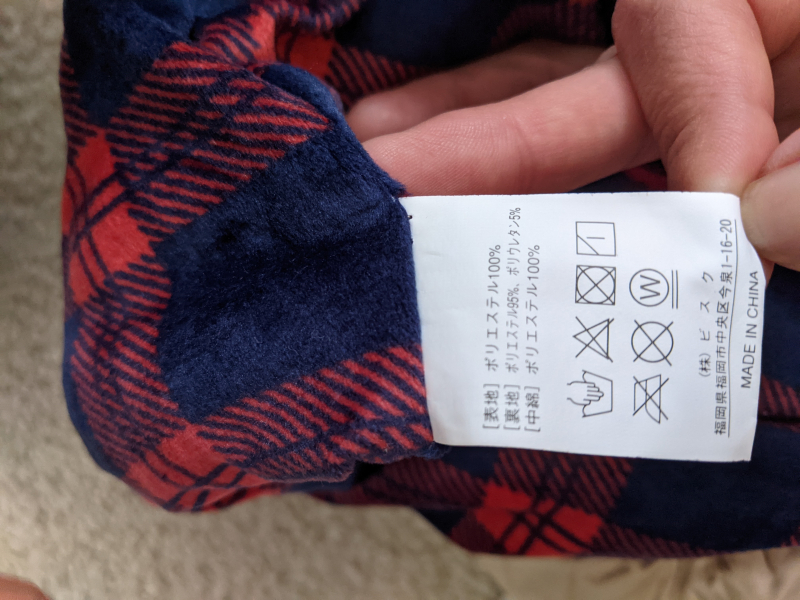 [表地] ポリエステル100%
[裏地] ポリエステル95%、ポリウレタン5%
[中綿] ポリエステル100%
W
(株) ビスク
福岡県福岡市中央区今泉1-16-20
MADE IN CHINA